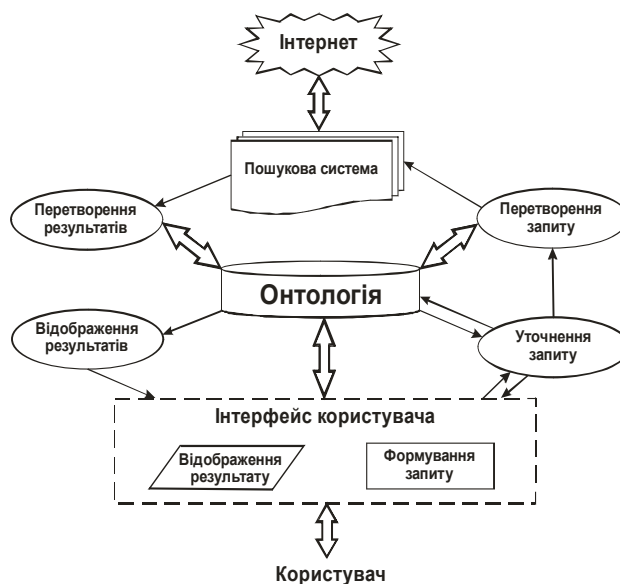 Інтернет
Пошукова система
Перетворення
результатів
Перетворення
запиту
Онтологія
Відображення
результатів
Уточнення
запиту
Інтерфейс користувача
Відображення
результату
Формування
запиту
Користувач